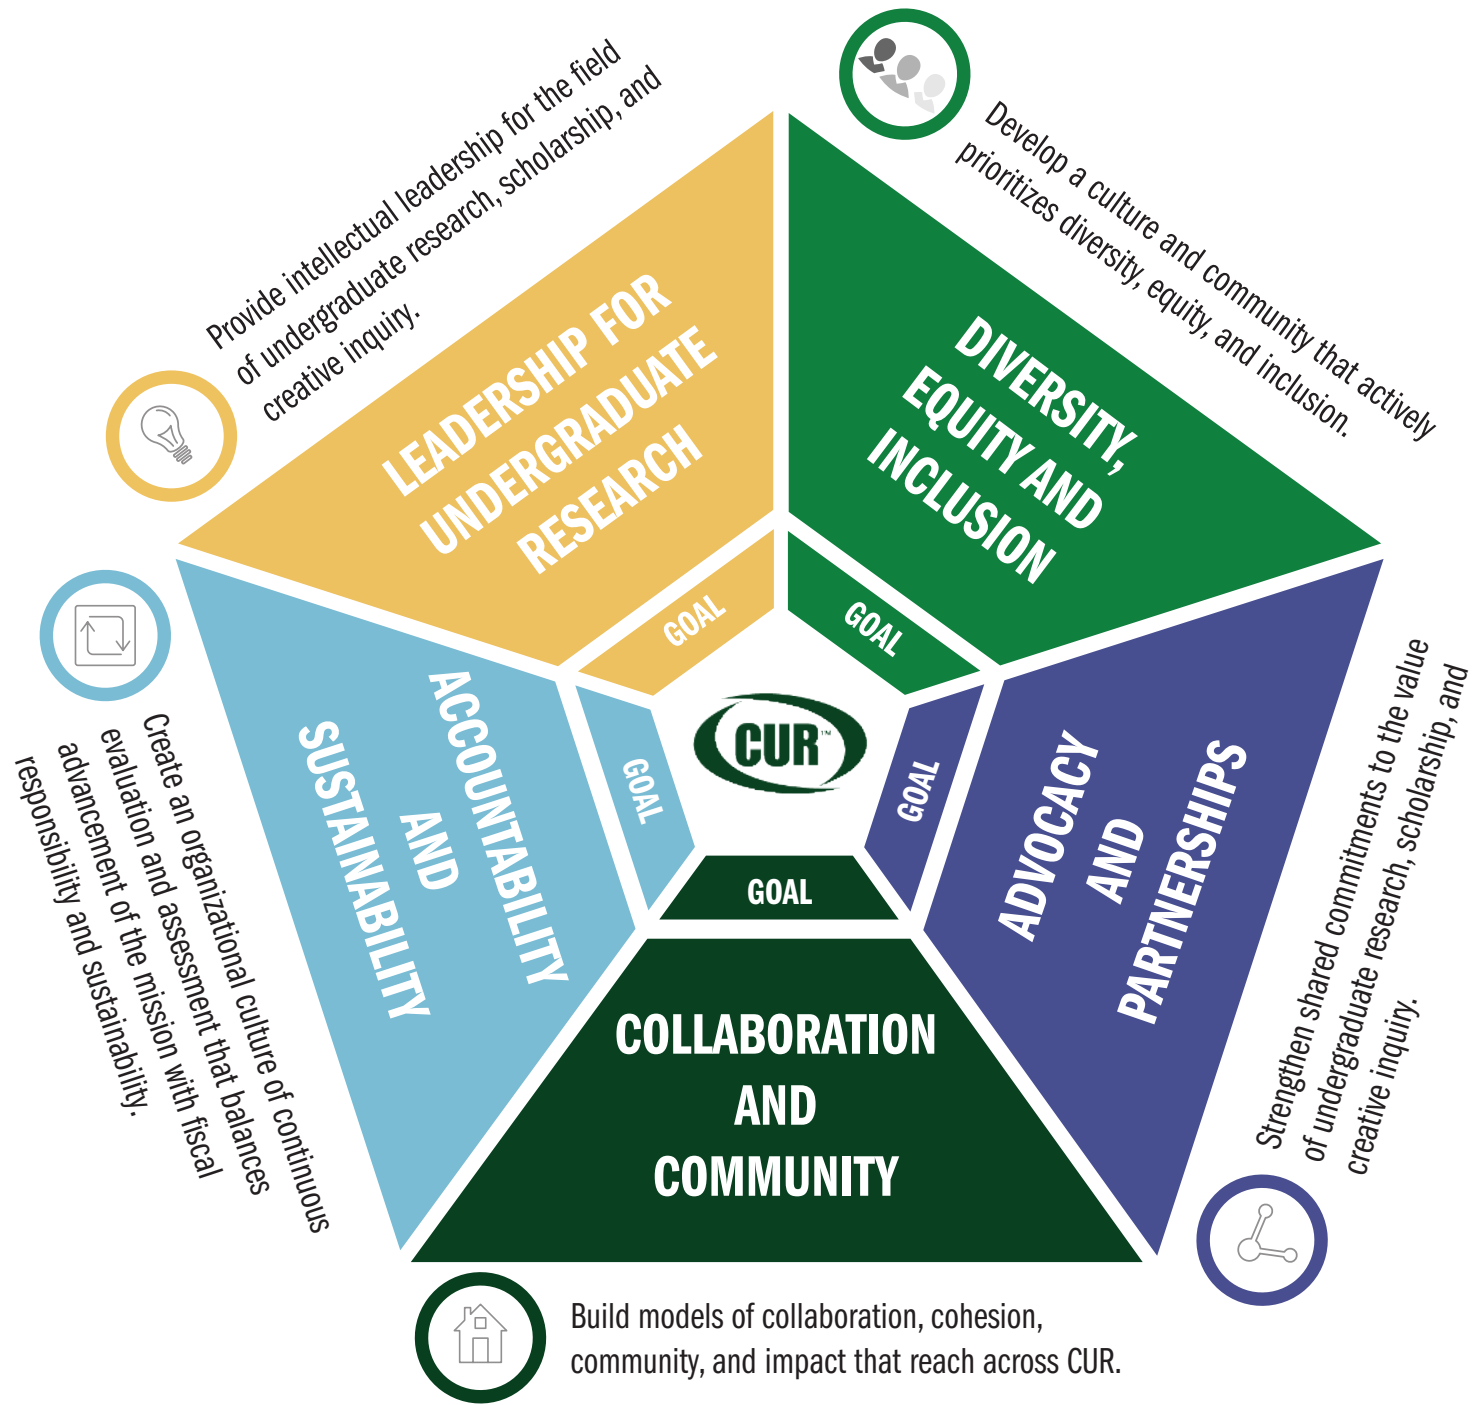 Provide intellectual leadership for the field
of undergraduate research, scholarship, and
creative inquiry.
LEADERSHIP FOR
UNDERGRADUATE
RESEARCH
GOAL
Develop a culture and community that actively
prioritizes diversity, equity, and inclusion.
DIVERSITY,
EQUITY AND
INCLUSION
GOAL
Strengthen shared commitments to the value
of undergraduate research, scholarship, and
creative inquiry.
ADVOCACY
AND
PARTNERSHIPS
GOAL
Build models of collaboration, cohesion,
community, and impact that reach across CUR.
COLLABORATION
AND
COMMUNITY
GOAL
Create an organizational culture of continuous
evaluation and assessment that balances
advancement of the mission with fiscal
responsibility and sustainability.
ACCOUNTABILITY
AND
SUSTAINABILITY
GOAL
CUR™